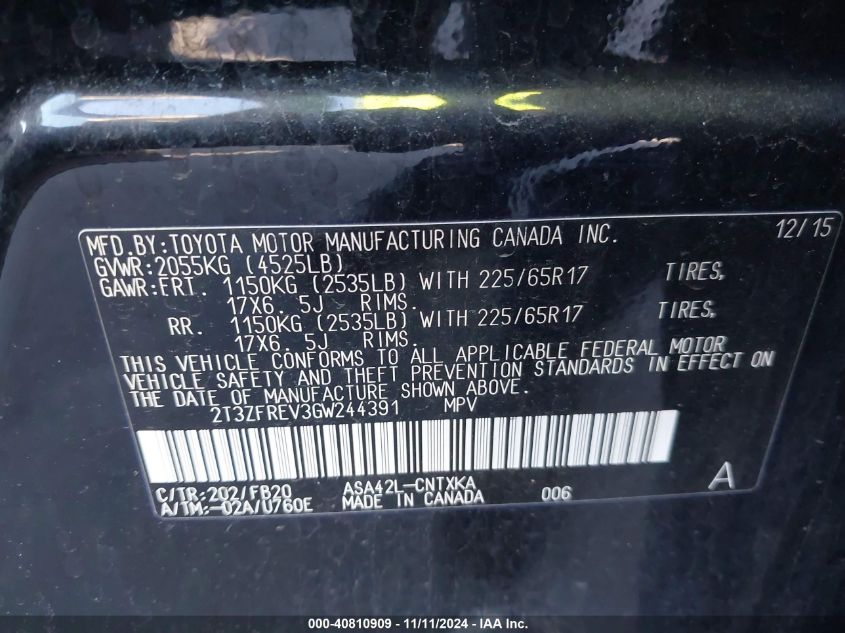 MFD. BY: TOYOTA MOTOR MANUFACTURING CANADA INC. 12/15
GVWR: 2055KG (4525LB)
GAWR: FRT. 1150KG (2535LB) WITH 225/65R17 TIRES,
17X6. 5J RIMS.
RR. 1150KG (2535LB) WITH 225/65R17 TIRES,
17X6. 5J RIMS.
THIS VEHICLE CONFORMS TO ALL APPLICABLE FEDERAL MOTOR
VEHICLE SAFETY AND THEFT PREVENTION STANDARDS IN EFFECT ON
THE DATE OF MANUFACTURE SHOWN ABOVE.
2T3ZFREV3GW244391 MPV
C/TR: 202/FB20 ASA42L-CNTXKA A
A/TM: -02A/U760E MADE IN CANADA 006
000-40810909 - 11/11/2024 - IAA Inc.